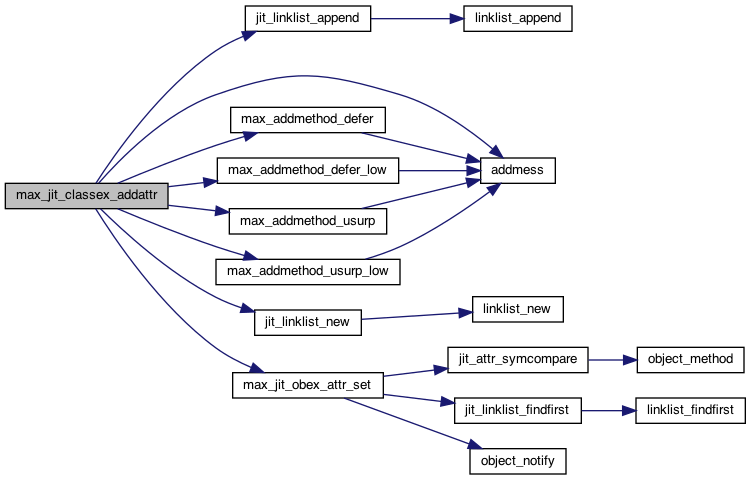 jit_linklist_append
linklist_append
max_addmethod_defer
max_addmethod_defer_low
addmess
max_jit_classex_addattr
max_addmethod_usurp
max_addmethod_usurp_low
jit_linklist_new
linklist_new
jit_attr_symcompare
object_method
max_jit_obex_attr_set
jit_linklist_findfirst
linklist_findfirst
object_notify